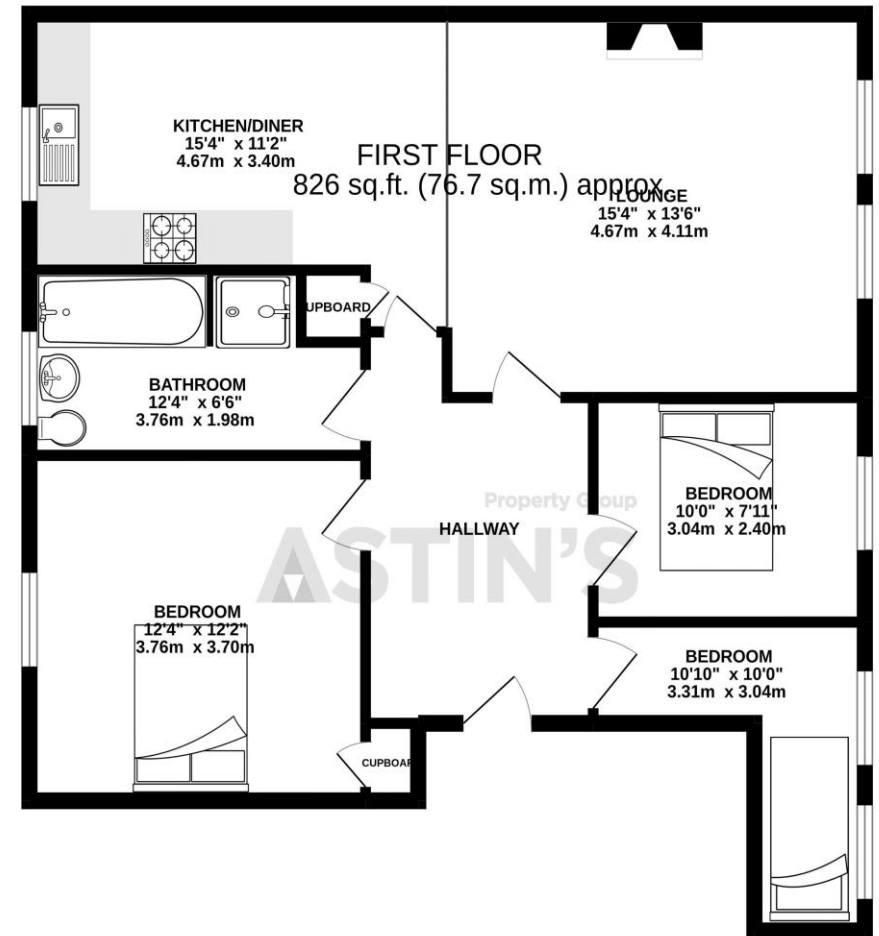 KITCHEN/DINER
15'4" x 11'2"
4.67m x 3.40m
FIRST FLOOR
826 sq.ft. (76.7 sq.m.) approx.
LOUNGE
15'4" x 13'6"
4.67m x 4.11m
UPBOARD
BATHROOM
12'4" x 6'6"
3.76m x 1.98m
BEDROOM
10'0" x 7'11"
3.04m x 2.40m
Property Group
ASTIN'S
HALLWAY
BEDROOM
12'4" x 12'2"
3.76m x 3.70m
BEDROOM
10'10" x 10'0"
3.31m x 3.04m
CUPBOAR